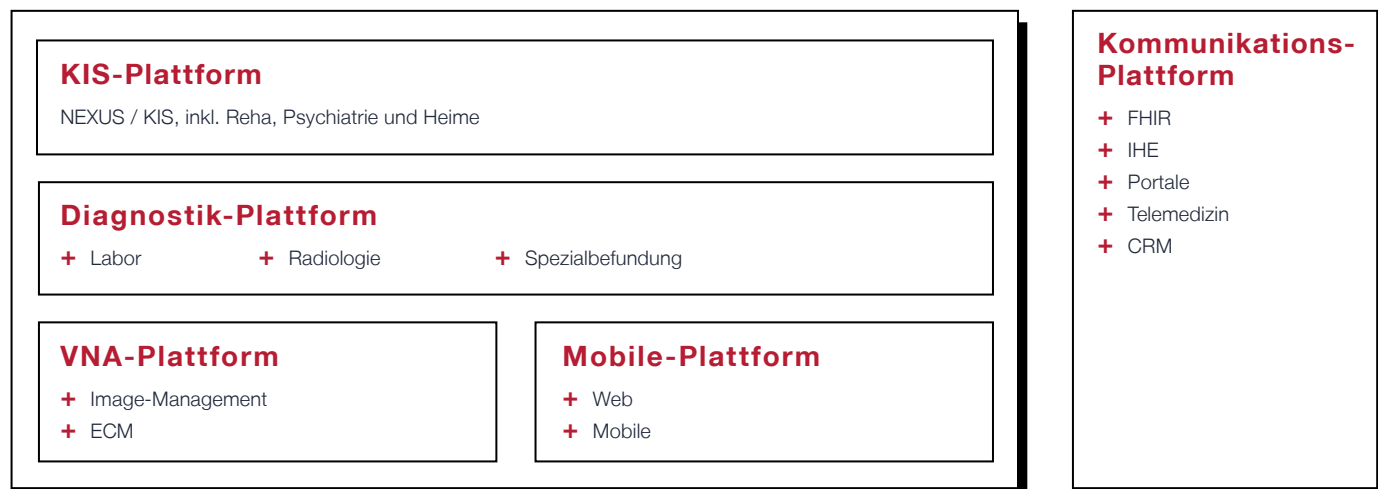 KIS-Plattform
NEXUS / KIS, inkl. Reha, Psychiatrie und Heime
Diagnostik-Plattform
+ Labor + Radiologie + Spezialbefundung
VNA-Plattform
+ Image-Management
+ ECM
Mobile-Plattform
+ Web
+ Mobile
Kommunikations-
Plattform
+ FHIR
+ IHE
+ Portale
+ Telemedizin
+ CRM